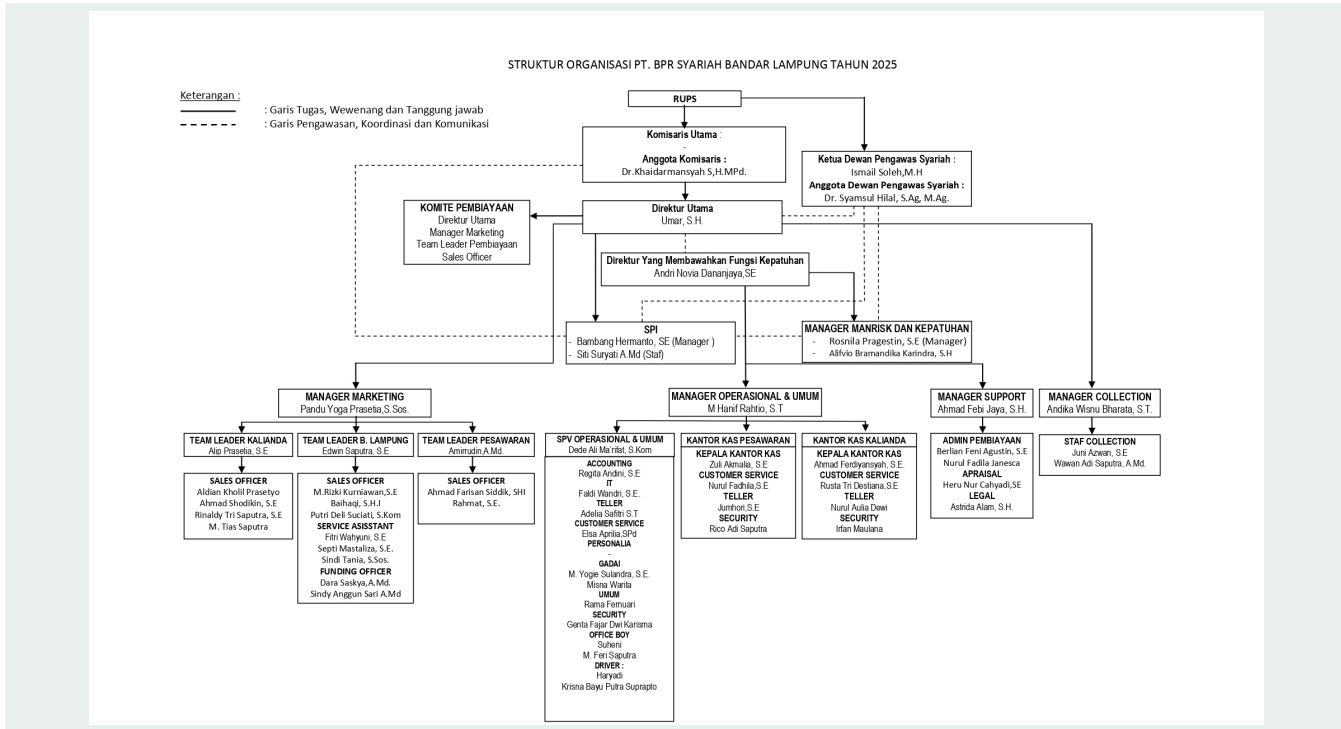 STRUKTUR ORGANISASI PT. BPR SYARIAH BANDAR LAMPUNG TAHUN 2025
Keterangan :
: Garis Tugas, Wewenang dan Tanggung jawab
: Garis Pengawasan, Koordinasi dan Komunikasi
RUPS
Komisaris Utama :
-
Anggota Komisaris :
Dr.Khaidarmansyah S,H.MPd.
Ketua Dewan Pengawas Syariah :
Ismail Soleh,M.H
Anggota Dewan Pengawas Syariah :
Dr. Syamsul Hilal, S.Ag, M.Ag.
KOMITE PEMBIAYAAN
Direktur Utama
Manager Marketing
Team Leader Pembiayaan
Sales Officer
Direktur Utama
Umar, S.H.
Direktur Yang Membawahkan Fungsi Kepatuhan
Andri Novia Dananjaya,SE
SPI
- Bambang Hermanto, SE (Manager )
- Siti Suryati A.Md (Staf)
MANAGER MANRISK DAN KEPATUHAN
- Rosnila Pragestin, S.E (Manager)
- Alifvio Bramandika Karindra, S.H
MANAGER MARKETING
Pandu Yoga Prasetia,S.Sos.
MANAGER OPERASIONAL & UMUM
M Hanif Rahtio, S.T
MANAGER SUPPORT
Ahmad Febi Jaya, S.H.
MANAGER COLLECTION
Andika Wisnu Bharata, S.T.
TEAM LEADER KALIANDA
Alip Prasetia, S.E
SALES OFFICER
Aldian Kholil Prasetyo
Ahmad Shodikin, S.E
Rinaldy Tri Saputra, S.E
M. Tias Saputra
TEAM LEADER B. LAMPUNG
Edwin Saputra, S.E
SALES OFFICER
M.Rizki Kurniawan,S.E
Baihaqi, S.H.I
Putri Deli Suciati, S.Kom
SERVICE ASISSTANT
Fitri Wahyuni, S.E
Septi Mastaliza, S.E.
Sindi Tania, S.Sos.
FUNDING OFFICER
Dara Saskya,A.Md.
Sindy Anggun Sari A.Md
TEAM LEADER PESAWARAN
Amirrudin,A.Md.
SALES OFFICER
Ahmad Farisan Siddik, SHI
Rahmat, S.E.
SPV OPERASIONAL & UMUM
Dede Ali Ma'rifat, S.Kom
ACCOUNTING
Regita Andini, S.E
IT
Faldi Wandri, S.E.
TELLER
Adelia Safitri S.T
CUSTOMER SERVICE
Elsa Aprilia,SPd
PERSONALIA
-
GADAI
M. Yogie Sulandra, S.E.
Misna Warita
UMUM
Rama Fernuari
SECURITY
Genta Fajar Dwi Karisma
OFFICE BOY
Suheni
M. Feri Saputra
DRIVER :
Haryadi
Krisna Bayu Putra Suprapto
KANTOR KAS PESAWARAN
KEPALA KANTOR KAS
Zuli Akmalia, S.E
CUSTOMER SERVICE
Nurul Fadhila,S.E
TELLER
Jumhori,S.E
SECURITY
Rico Adi Saputra
KANTOR KAS KALIANDA
KEPALA KANTOR KAS
Ahmad Ferdiyansyah, S.E.
CUSTOMER SERVICE
Rusta Tri Destiana,S.E
TELLER
Nurul Aulia Dewi
SECURITY
Irfan Maulana
ADMIN PEMBIAYAAN
Berlian Feni Agustin, S.E
Nurul Fadila Janesca
APRAISAL
Heru Nur Cahyadi,SE
LEGAL
Astrida Alam, S.H.
STAF COLLECTION
Juni Azwan, S.E
Wawan Adi Saputra, A.Md.